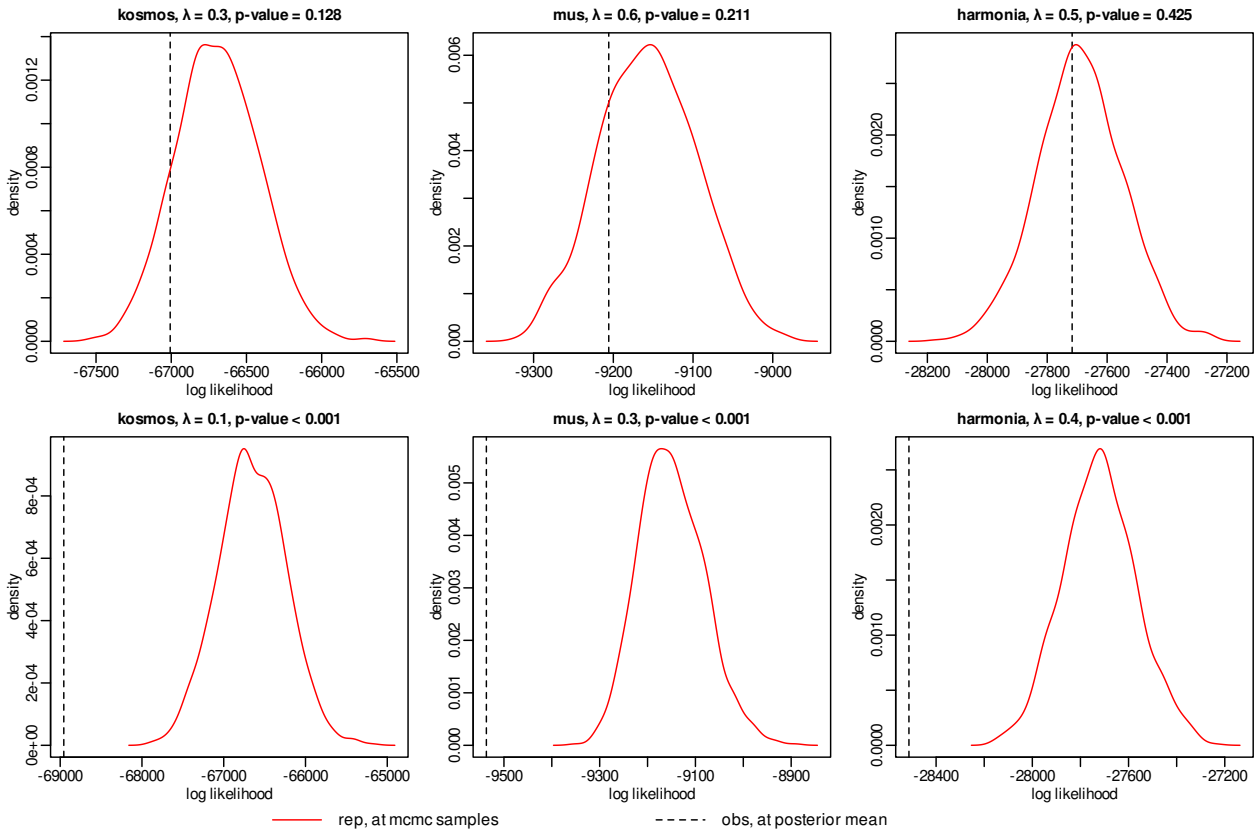 kosmos, λ = 0.3, p-value = 0.128
density
0.0000 0.0004 0.0008 0.0012
-67500 -67000 -66500 -66000 -65500
log likelihood
mus, λ = 0.6, p-value = 0.211
density
0.000 0.002 0.004 0.006
-9300 -9200 -9100 -9000
log likelihood
harmonia, λ = 0.5, p-value = 0.425
density
0.0000 0.0010 0.0020
-28200 -28000 -27800 -27600 -27400 -27200
log likelihood
kosmos, λ = 0.1, p-value < 0.001
density
0e+00 2e-04 4e-04 6e-04 8e-04
-69000 -68000 -67000 -66000 -65000
log likelihood
mus, λ = 0.3, p-value < 0.001
density
0.000 0.001 0.002 0.003 0.004 0.005
-9500 -9300 -9100 -8900
log likelihood
harmonia, λ = 0.4, p-value < 0.001
density
0.0000 0.0010 0.0020
-28400 -28000 -27600 -27200
log likelihood
rep, at mcmc samples
obs, at posterior mean